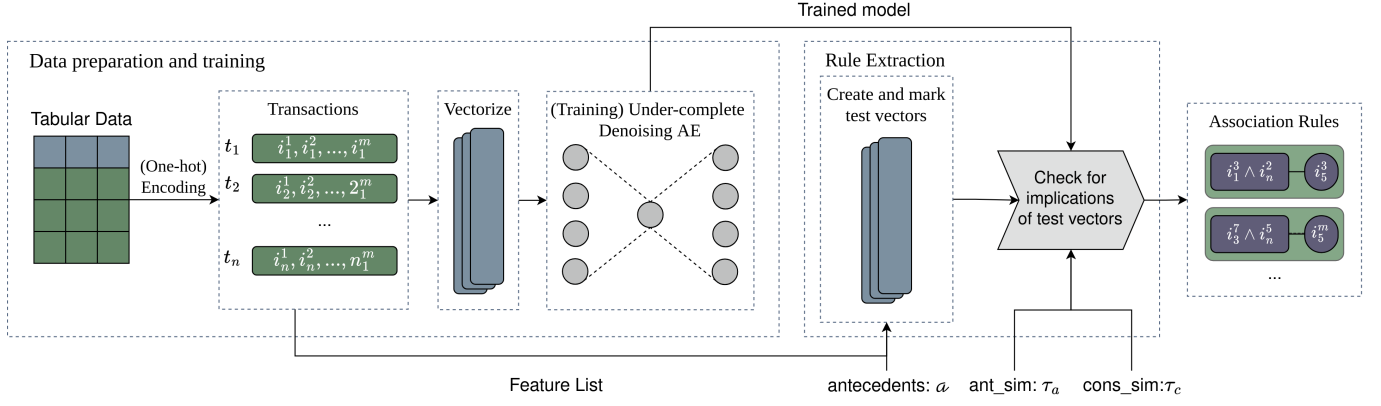 Trained model
Data preparation and training
Tabular Data
(One-hot)
Encoding
Transactions
t₁ i₁¹, i₁², ..., i₁ᵐ
t₂ i₂¹, i₂², ..., 2₁ᵐ
...
tₙ iₙ¹, iₙ², ..., n₁ᵐ
Vectorize
(Training) Under-complete
Denoising AE
Rule Extraction
Create and mark
test vectors
Check for
implications
of test vectors
Association Rules
i₁³ ∧ iₙ² i₅³
i₃⁷ ∧ iₙ⁵ i₅ᵐ
...
Feature List
antecedents: a
ant_sim: τₐ
cons_sim:τ_c